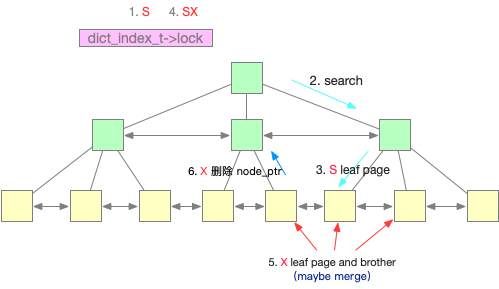 1. S 4. SX
dict_index_t->lock
2. search
6. X 删除 node_ptr
3. S leaf page
5. X leaf page and brother
(maybe merge)